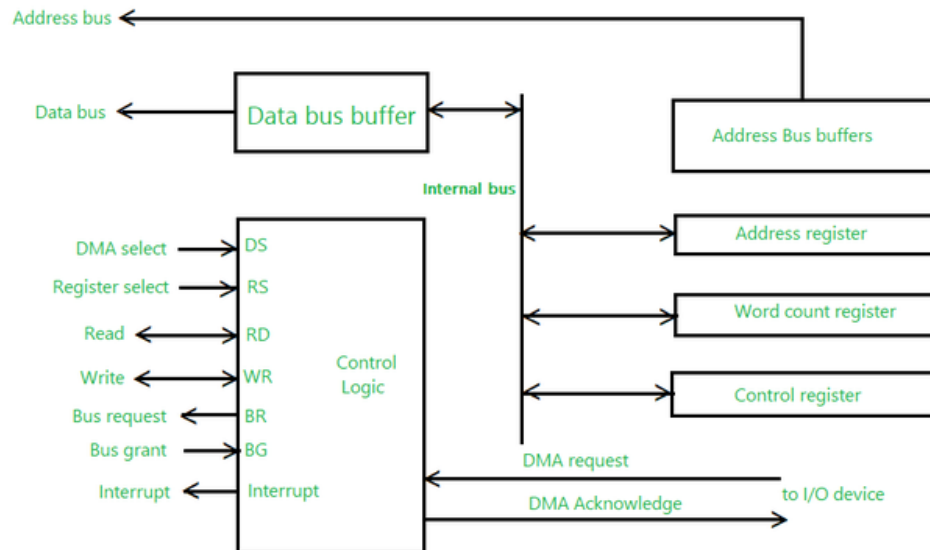 Address bus
Data bus
Data bus buffer
Address Bus buffers
Internal bus
DMA select
DS
Address register
Register select
RS
Read
RD
Word count register
Write
WR
Control
Logic
Bus request
BR
Control register
Bus grant
BG
DMA request
Interrupt
Interrupt
to I/O device
DMA Acknowledge